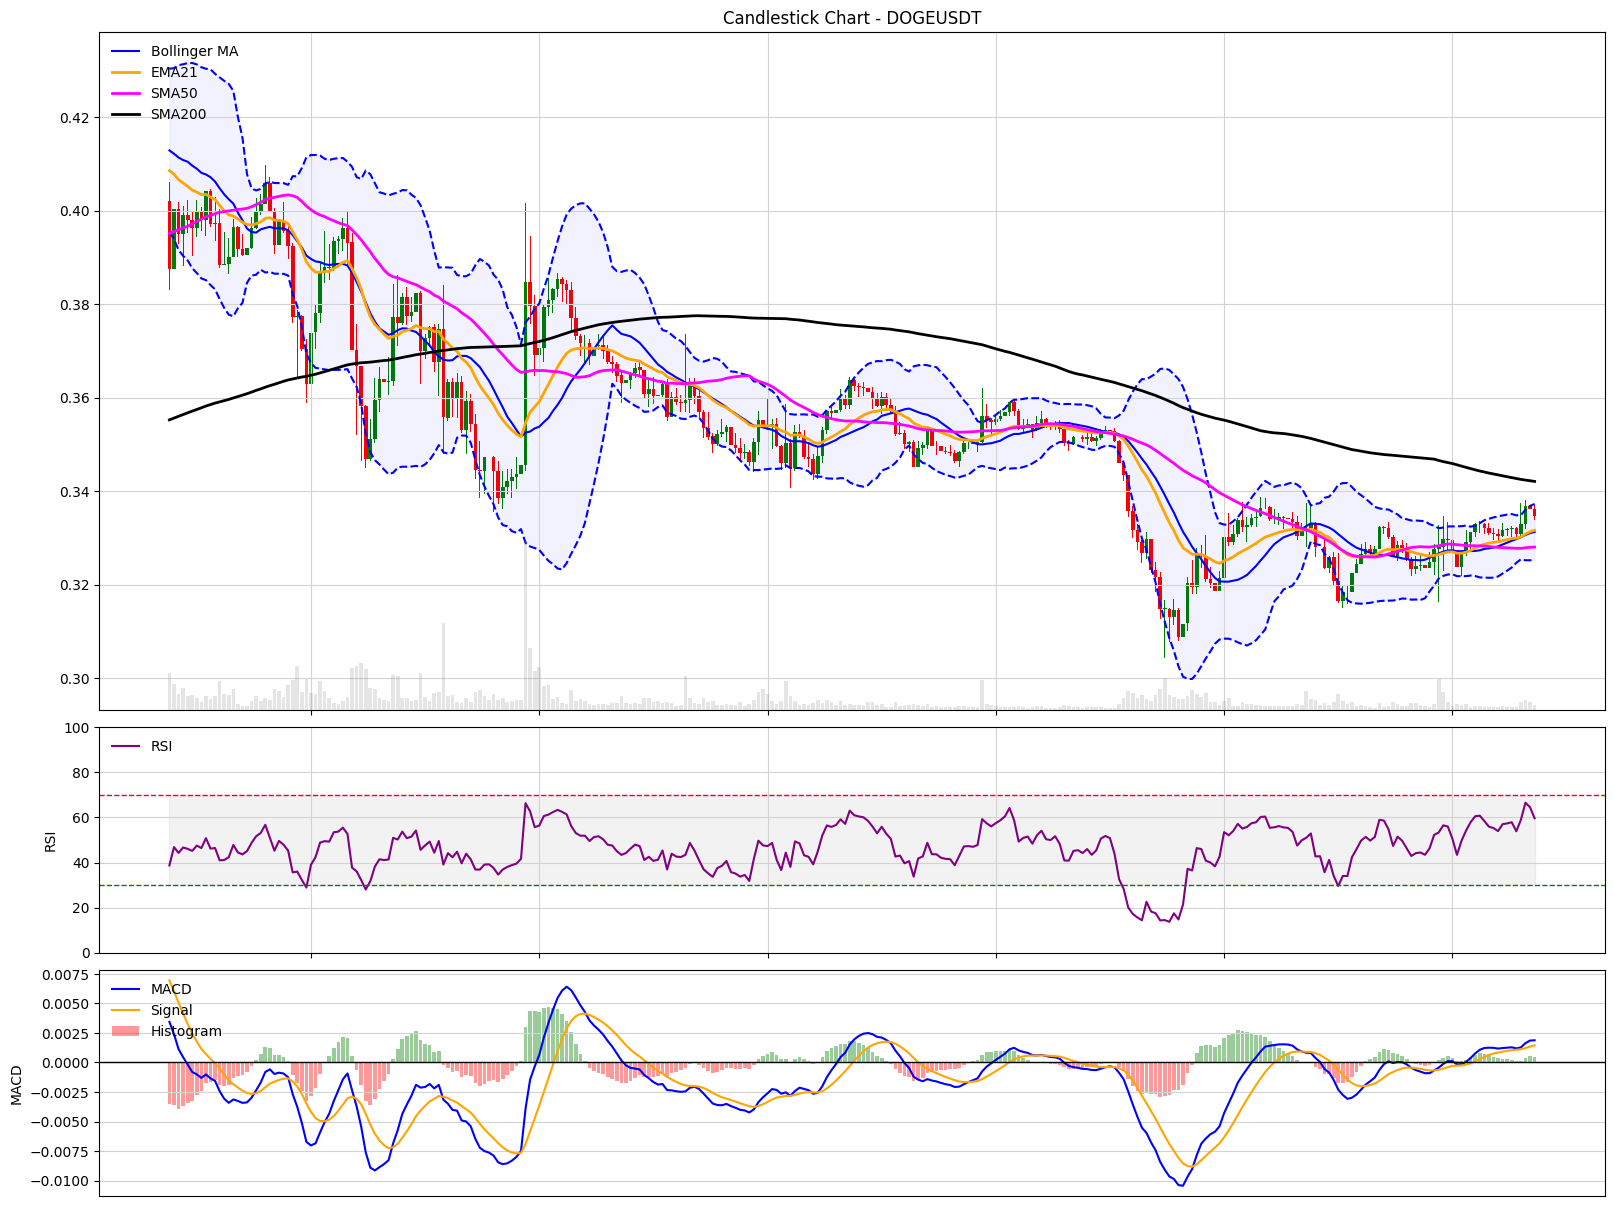 Candlestick Chart - DOGEUSDT
Bollinger MA
EMA21
SMA50
SMA200
0.42
0.40
0.38
0.36
0.34
0.32
0.30
100
80
60
40
20
0
RSI
RSI
0.0075
0.0050
0.0025
0.0000
−0.0025
−0.0050
−0.0075
−0.0100
MACD
MACD
Signal
Histogram